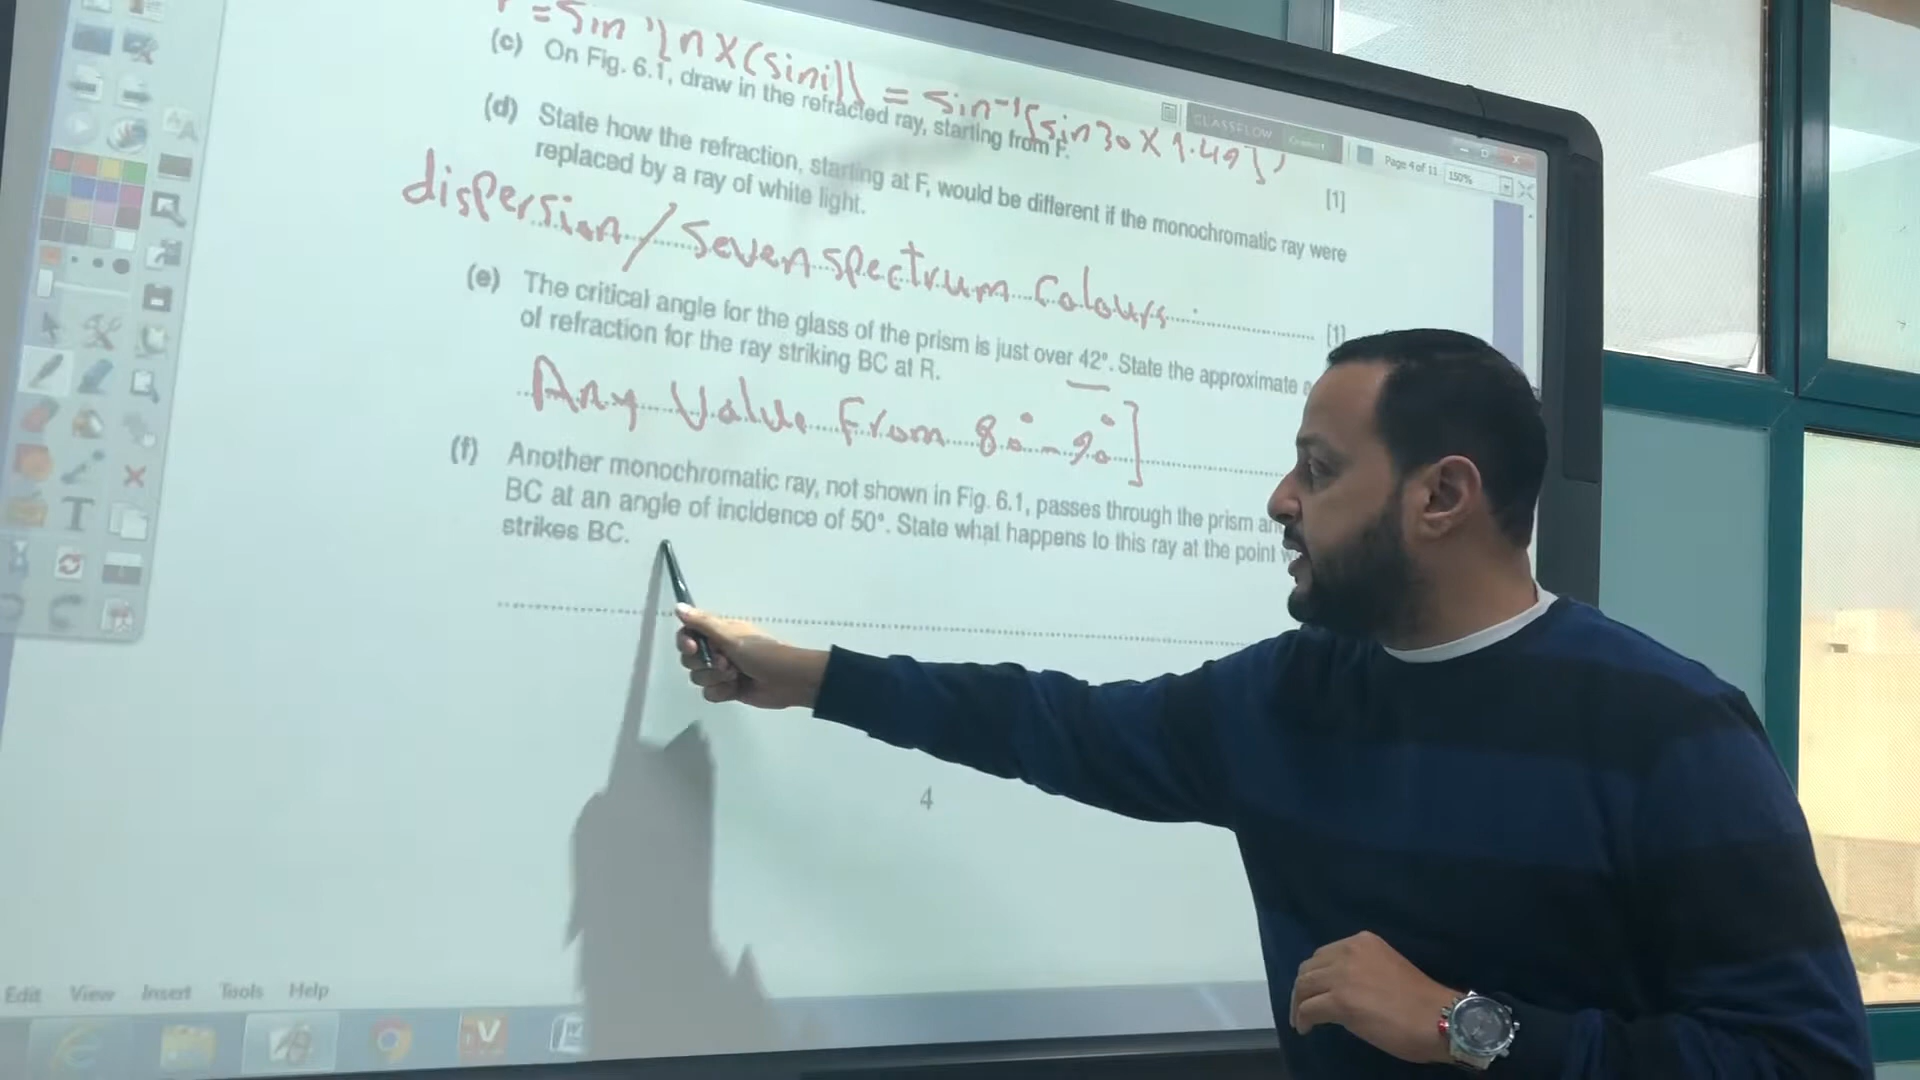 = sin⁻¹[n×(sini)] = sin⁻¹[sin30×1.49],
(c) On Fig. 6.1, draw in the refracted ray, starting from F.
[1]
CLASSFLOW
Page 4 of 11 150%
(d) State how the refraction, starting at F, would be different if the monochromatic ray were
replaced by a ray of white light.
dispersion/seven spectrum colours.
[1]
(e) The critical angle for the glass of the prism is just over 42°. State the approximate
of refraction for the ray striking BC at R.
Any value from 80°-90°]
(f) Another monochromatic ray, not shown in Fig. 6.1, passes through the prism
BC at an angle of incidence of 50°. State what happens to this ray at the point
strikes BC.
4
Edit View Insert Tools Help